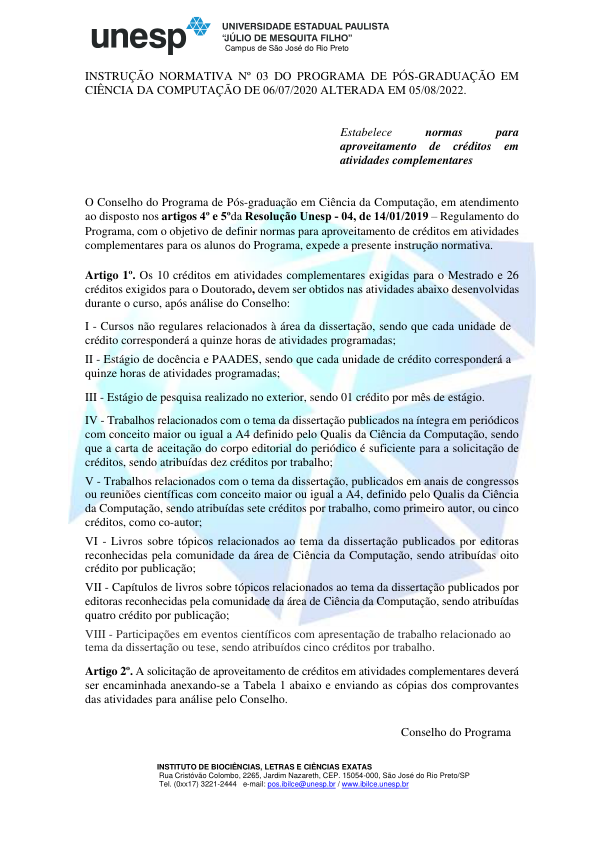 unesp
UNIVERSIDADE ESTADUAL PAULISTA
“JÚLIO DE MESQUITA FILHO”
Campus de São José do Rio Preto
INSTRUÇÃO NORMATIVA Nº 03 DO PROGRAMA DE PÓS-GRADUAÇÃO EM
CIÊNCIA DA COMPUTAÇÃO DE 06/07/2020 ALTERADA EM 05/08/2022.
Estabelece normas para
aproveitamento de créditos em
atividades complementares
O Conselho do Programa de Pós-graduação em Ciência da Computação, em atendimento
ao disposto nos artigos 4º e 5ºda Resolução Unesp - 04, de 14/01/2019 – Regulamento do
Programa, com o objetivo de definir normas para aproveitamento de créditos em atividades
complementares para os alunos do Programa, expede a presente instrução normativa.
Artigo 1º. Os 10 créditos em atividades complementares exigidas para o Mestrado e 26
créditos exigidos para o Doutorado, devem ser obtidos nas atividades abaixo desenvolvidas
durante o curso, após análise do Conselho:
I - Cursos não regulares relacionados à área da dissertação, sendo que cada unidade de
crédito corresponderá a quinze horas de atividades programadas;
II - Estágio de docência e PAADES, sendo que cada unidade de crédito corresponderá a
quinze horas de atividades programadas;
III - Estágio de pesquisa realizado no exterior, sendo 01 crédito por mês de estágio.
IV - Trabalhos relacionados com o tema da dissertação publicados na íntegra em periódicos
com conceito maior ou igual a A4 definido pelo Qualis da Ciência da Computação, sendo
que a carta de aceitação do corpo editorial do periódico é suficiente para a solicitação de
créditos, sendo atribuídas dez créditos por trabalho;
V - Trabalhos relacionados com o tema da dissertação, publicados em anais de congressos
ou reuniões científicas com conceito maior ou igual a A4, definido pelo Qualis da Ciência
da Computação, sendo atribuídas sete créditos por trabalho, como primeiro autor, ou cinco
créditos, como co-autor;
VI - Livros sobre tópicos relacionados ao tema da dissertação publicados por editoras
reconhecidas pela comunidade da área de Ciência da Computação, sendo atribuídas oito
crédito por publicação;
VII - Capítulos de livros sobre tópicos relacionados ao tema da dissertação publicados por
editoras reconhecidas pela comunidade da área de Ciência da Computação, sendo atribuídas
quatro crédito por publicação;
VIII - Participações em eventos científicos com apresentação de trabalho relacionado ao
tema da dissertação ou tese, sendo atribuídos cinco créditos por trabalho.
Artigo 2º. A solicitação de aproveitamento de créditos em atividades complementares deverá
ser encaminhada anexando-se a Tabela 1 abaixo e enviando as cópias dos comprovantes
das atividades para análise pelo Conselho.
Conselho do Programa
INSTITUTO DE BIOCIÊNCIAS, LETRAS E CIÊNCIAS EXATAS
Rua Cristóvão Colombo, 2265, Jardim Nazareth, CEP. 15054-000, São José do Rio Preto/SP
Tel. (0xx17) 3221-2444 e-mail: pos.ibilce@unesp.br / www.ibilce.unesp.br